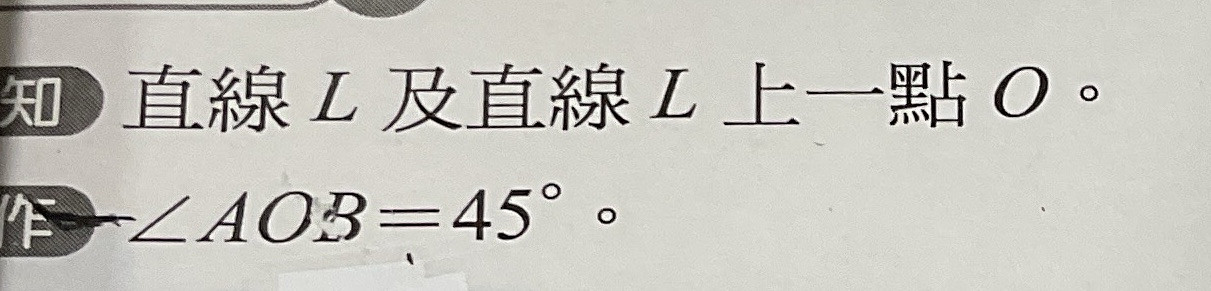 知 直線 L 及直線 L 上一點 O。
作 ∠AOB=45°。